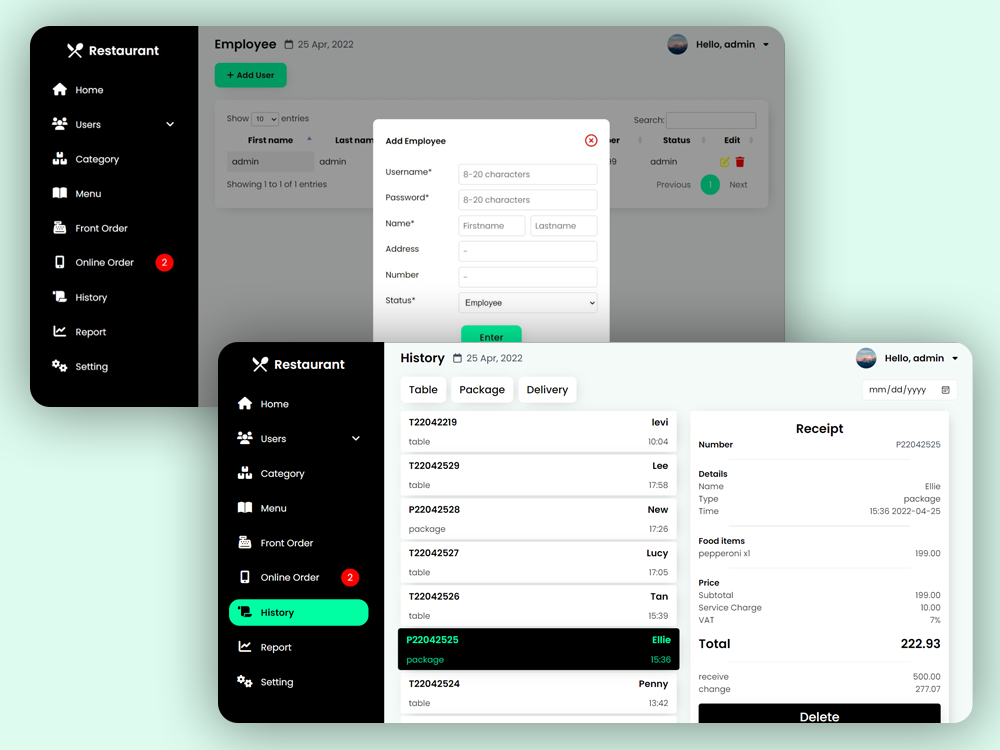 Restaurant
Employee 25 Apr, 2022 Hello, admin
+ Add User
Home
Users
Category
Menu
Front Order
Online Order 2
History
Report
Setting
Show 10 entries Search:
First name Last nam ber Status Edit
admin admin 99 admin
Showing 1 to 1 of 1 entries Previous 1 Next
Add Employee
Username* 8-20 characters
Password* 8-20 characters
Name* Firstname Lastname
Address -
Number -
Status* Employee
Enter
Restaurant
Home
Users
Category
Menu
Front Order
Online Order 2
History
Report
Setting
History 25 Apr, 2022 Hello, admin
Table Package Delivery mm/dd/yyyy
T22042219 levi
table 10:04
T22042529 Lee
table 17:58
P22042528 New
package 17:26
T22042527 Lucy
table 17:05
T22042526 Tan
table 15:39
P22042525 Ellie
package 15:36
T22042524 Penny
table 13:42
Receipt
Number P22042525
Details
Name Ellie
Type package
Time 15:36 2022-04-25
Food items
pepperoni x1 199.00
Price
Subtotal 199.00
Service Charge 10.00
VAT 7%
Total 222.93
receive 500.00
change 277.07
Delete